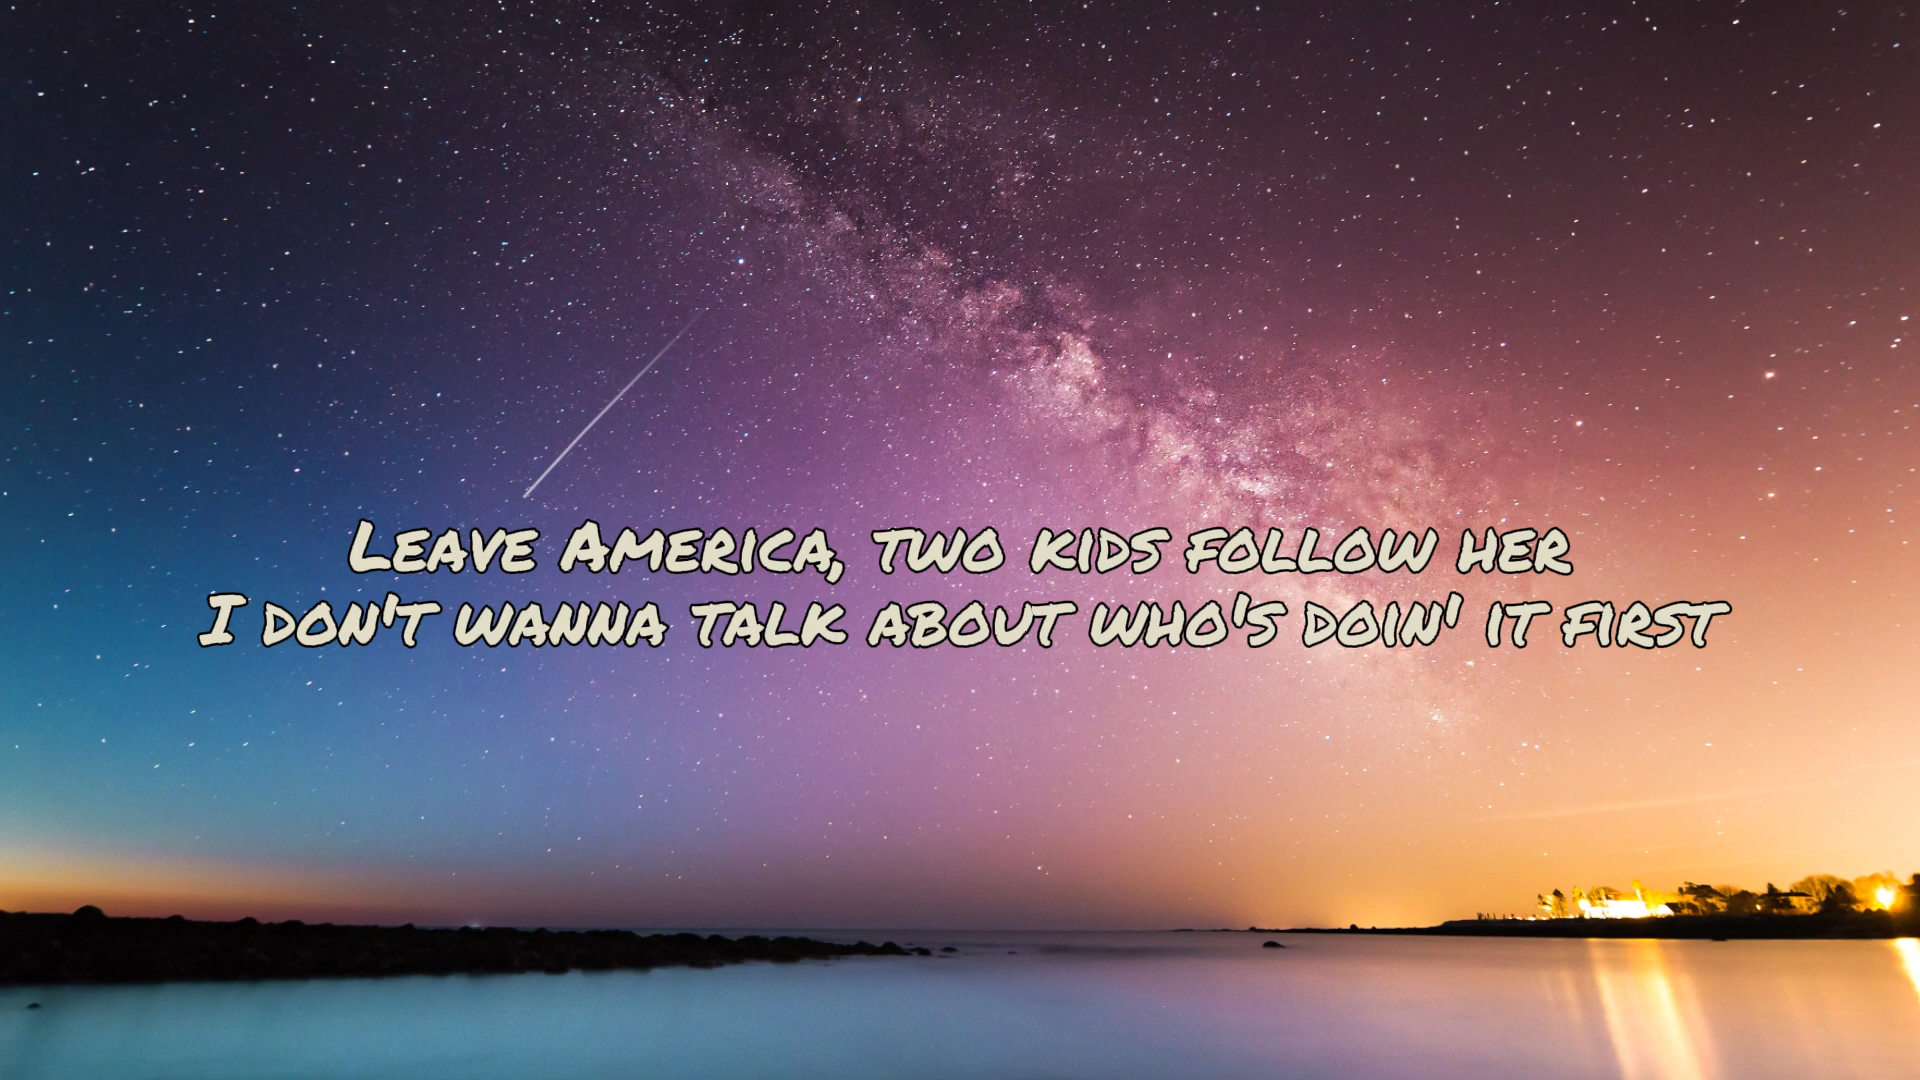 Leave America, two kids follow her
I don't wanna talk about who's doin' it first